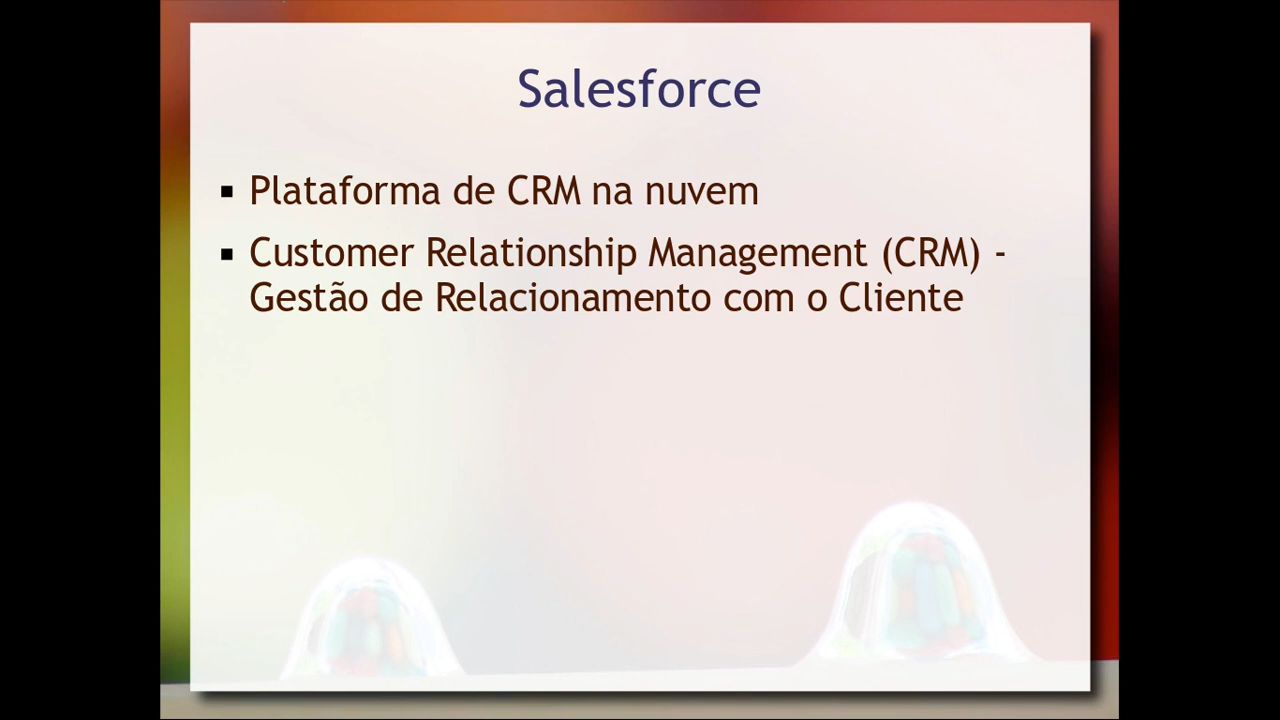 Salesforce
Plataforma de CRM na nuvem
Customer Relationship Management (CRM) -
Gestão de Relacionamento com o Cliente